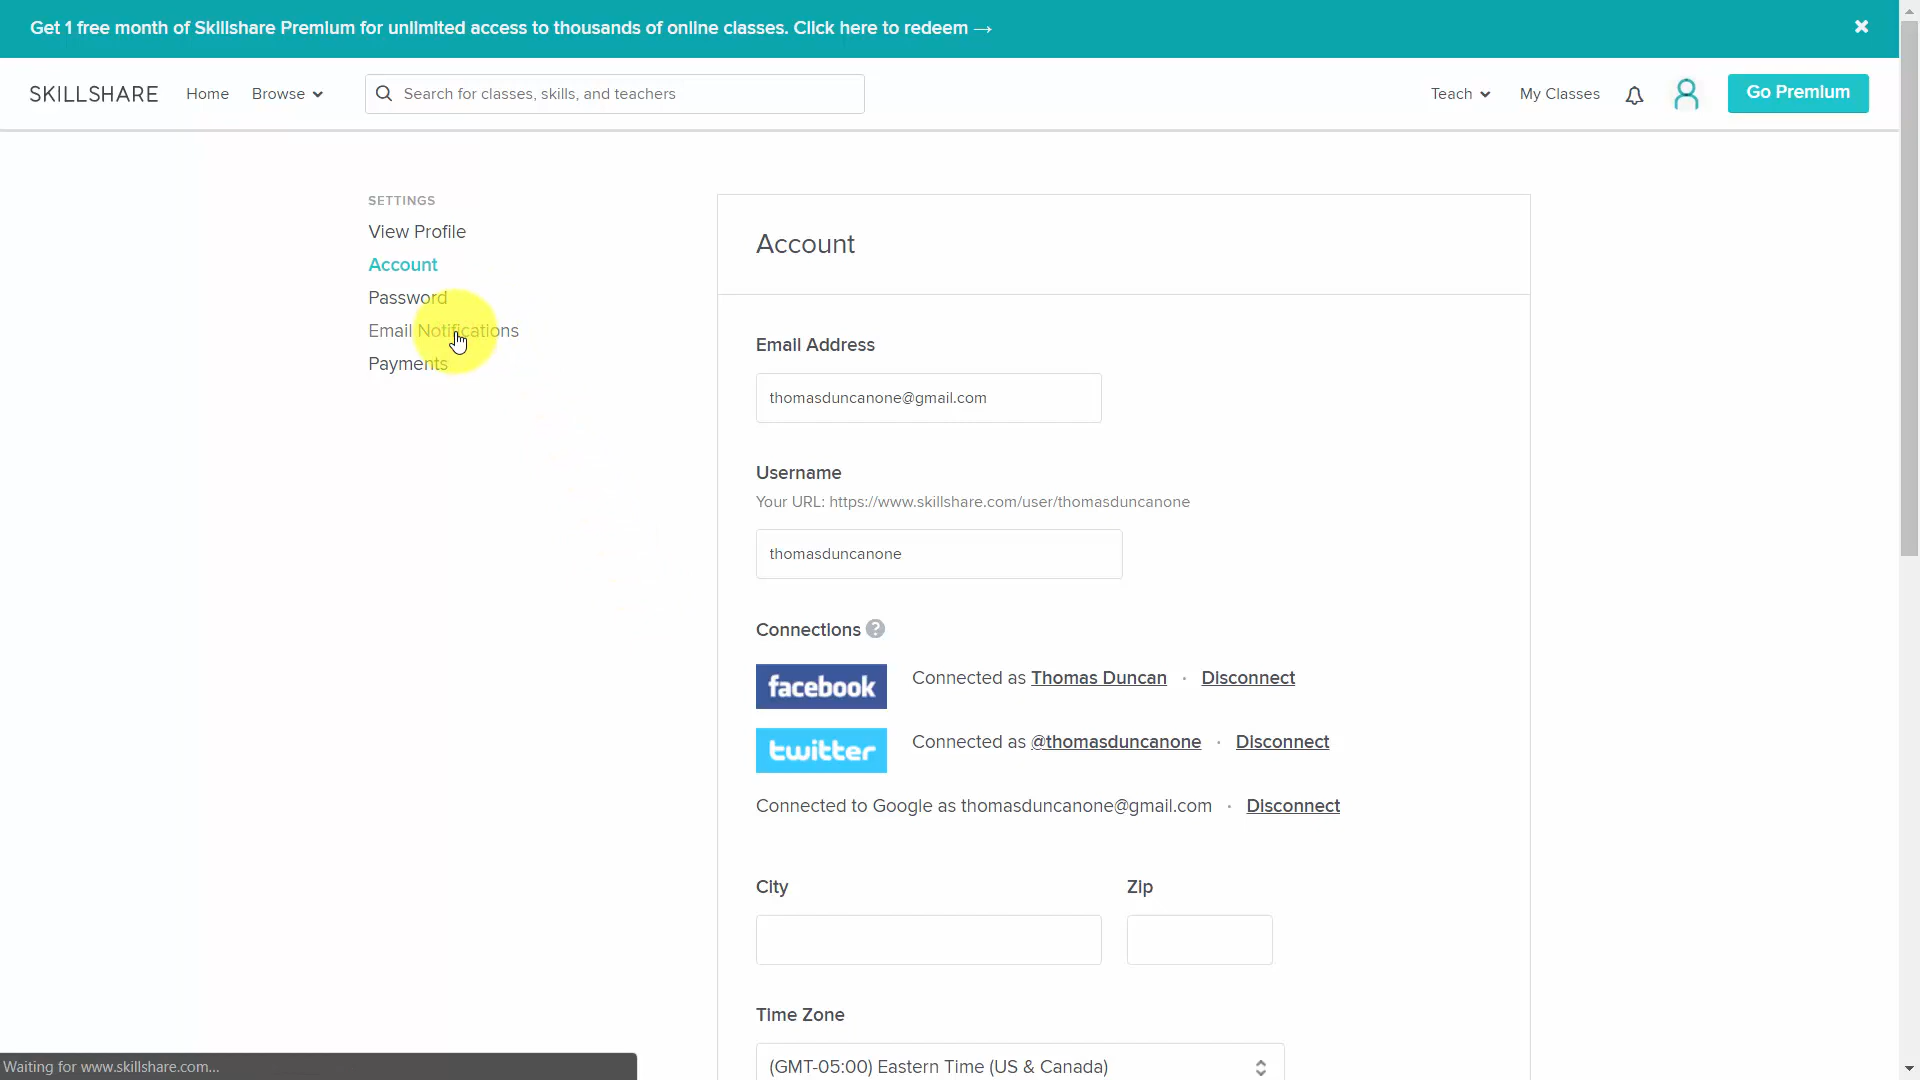 Get 1 free month of Skillshare Premium for unlimited access to thousands of online classes. Click here to redeem →
SKILLSHARE Home Browse Search for classes, skills, and teachers Teach My Classes Go Premium
SETTINGS
View Profile
Account
Password
Email Notifications
Payments
Account
Email Address
thomasduncanone@gmail.com
Username
Your URL: https://www.skillshare.com/user/thomasduncanone
thomasduncanone
Connections ?
facebook Connected as Thomas Duncan · Disconnect
twitter Connected as @thomasduncanone · Disconnect
Connected to Google as thomasduncanone@gmail.com · Disconnect
City Zip
Time Zone
(GMT-05:00) Eastern Time (US & Canada)
Waiting for www.skillshare.com...